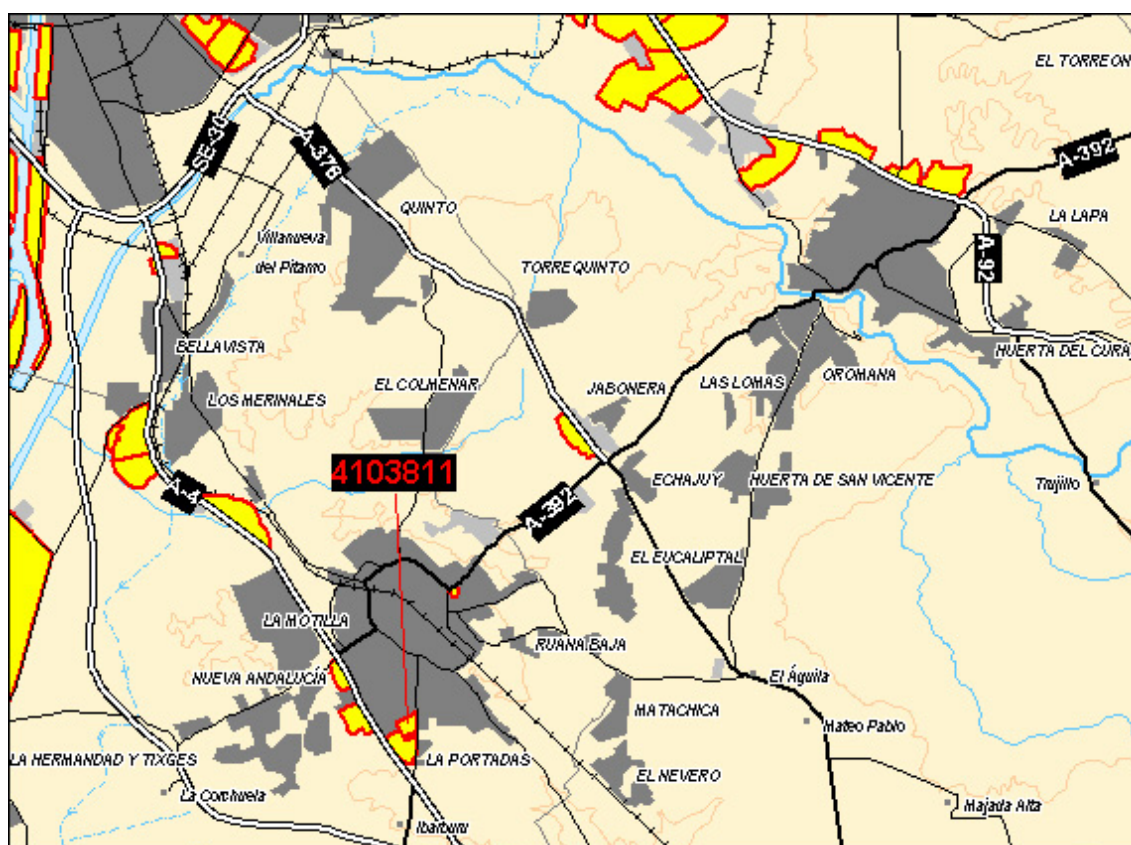 EL TORREON
A-392
SE-30
A-376
QUINTO
LA LAPA
Villanueva
del Pítamo
TORREQUINTO
A-92
BELLAVISTA
HUERTA DEL CURA
EL COLMENAR
JABONERA
LAS LOMAS
OROMANA
LOS MERINALES
4103811
ECHAJUY
HUERTA DE SAN VICENTE
Trujillo
A-4
A-392
EL EUCALIPTAL
LA MOTILLA
RUANA BAJA
NUEVA ANDALUCÍA
El Águila
MATACHICA
Mateo Pablo
LA HERMANDAD Y TIXGES
LA PORTADAS
EL NEVERO
La Corchuela
Majada Alta
Ibarburu